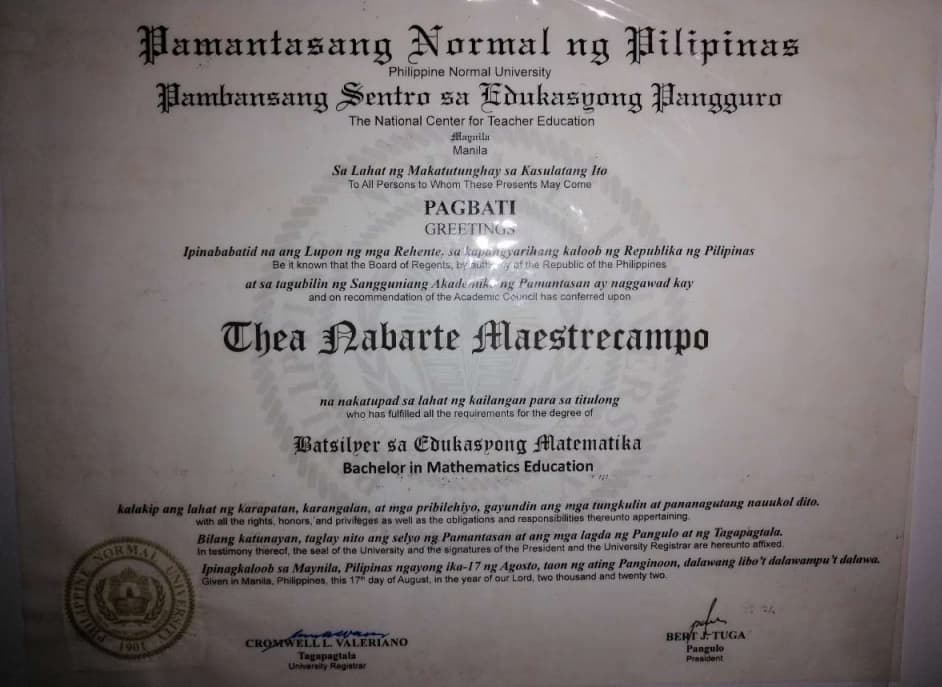 Pamantasang Normal ng Pilipinas
Philippine Normal University
Pambansang Sentro sa Edukasyong Pangguro
The National Center for Teacher Education
Maynila
Manila
Sa Lahat ng Makatutunghay sa Kasulatang Ito
To All Persons to Whom These Presents May Come
PAGBATI
GREETINGS
Ipinababatid na ang Lupon ng mga Rehente, sa kapangyarihang kaloob ng Republika ng Pilipinas
Be it known that the Board of Regents, by authority of the Republic of the Philippines
at sa tagubilin ng Sangguniang Akademiko ng Pamantasan ay naggawad kay
and on recommendation of the Academic Council has conferred upon
Thea Nabarte Maestrecampo
na nakatupad sa lahat ng kailangan para sa titulong
who has fulfilled all the requirements for the degree of
Batsilyer sa Edukasyong Matematika
Bachelor in Mathematics Education
kalakip ang lahat ng karapatan, karangalan, at mga pribilehiyo, gayundin ang mga tungkulin at pananagutang nauukol dito.
with all the rights, honors, and privileges as well as the obligations and responsibilities thereunto appertaining.
Bilang katunayan, taglay nito ang selyo ng Pamantasan at ang mga lagda ng Pangulo at ng Tagapagtala.
In testimony thereof, the seal of the University and the signatures of the President and the University Registrar are hereunto affixed.
Ipinagkaloob sa Maynila, Pilipinas ngayong ika-17 ng Agosto, taon ng ating Panginoon, dalawang libo't dalawampu't dalawa.
Given in Manila, Philippines, this 17th day of August, in the year of our Lord, two thousand and twenty two.
PHILIPPINE NORMAL UNIVERSITY
1901
CROMWELL L. VALERIANO
Tagapagtala
University Registrar
BERT J. TUGA
Pangulo
President